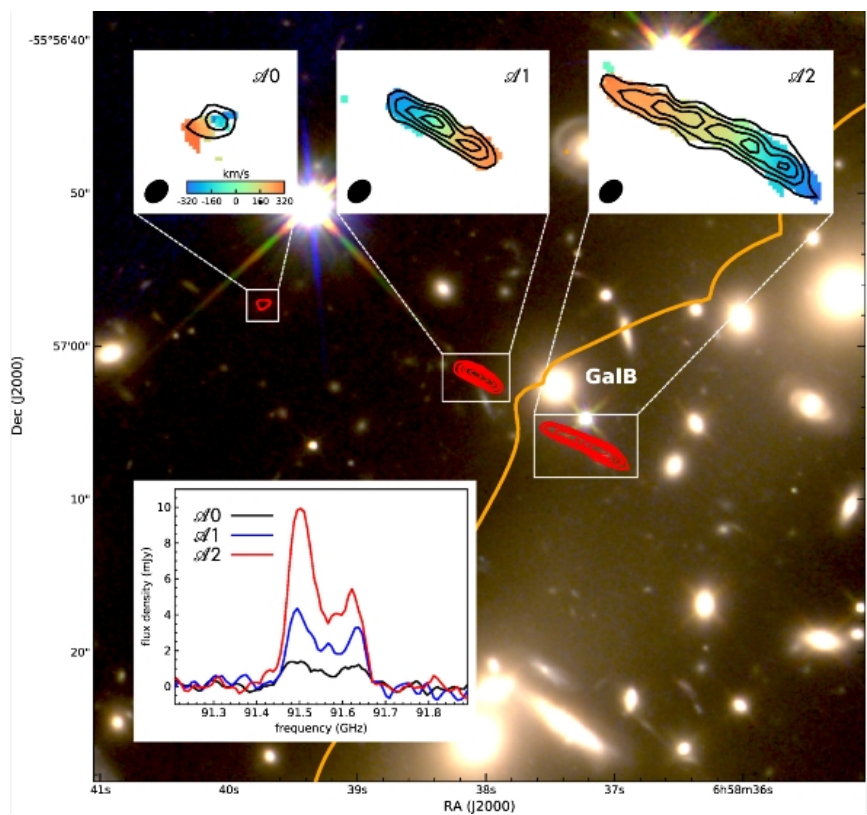 -55°56'40"
50"
57'00"
10"
20"
Dec (J2000)
𝒜0
km/s
-320 -160 0 160 320
𝒜1
𝒜2
GalB
𝒜0
𝒜1
𝒜2
10
8
6
4
2
0
flux density (mJy)
91.3 91.4 91.5 91.6 91.7 91.8
frequency (GHz)
41s 40s 39s 38s 37s 6h58m36s
RA (J2000)